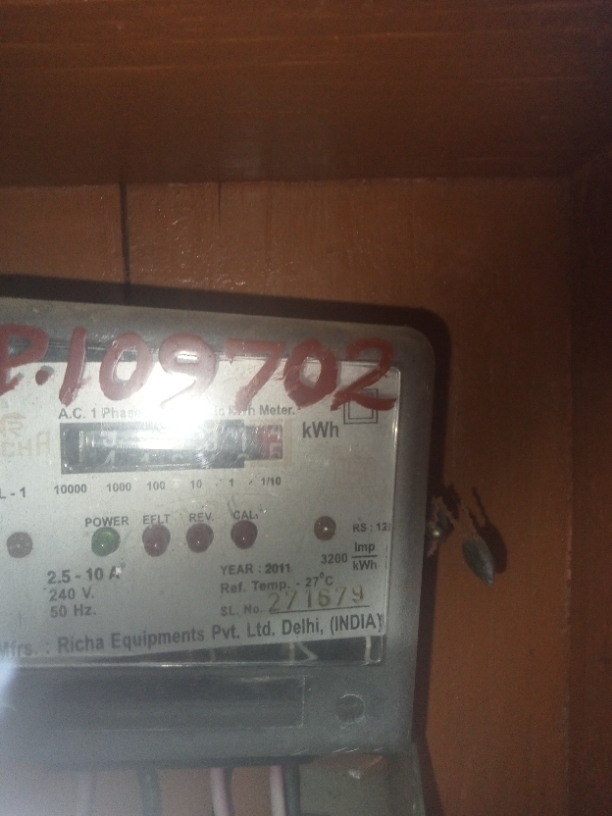 P.109702
A.C. 1 Phase Meter.
kWh
10000 1000 100 10 1 1/10
POWER EFLT REV. CAL.
3200 Imp/kWh
2.5 - 10 A
240 V.
50 Hz.
YEAR : 2011
Ref. Temp. - 27°C
SL. No. 271679
Mfrs. : Richa Equipments Pvt. Ltd. Delhi, (INDIA)